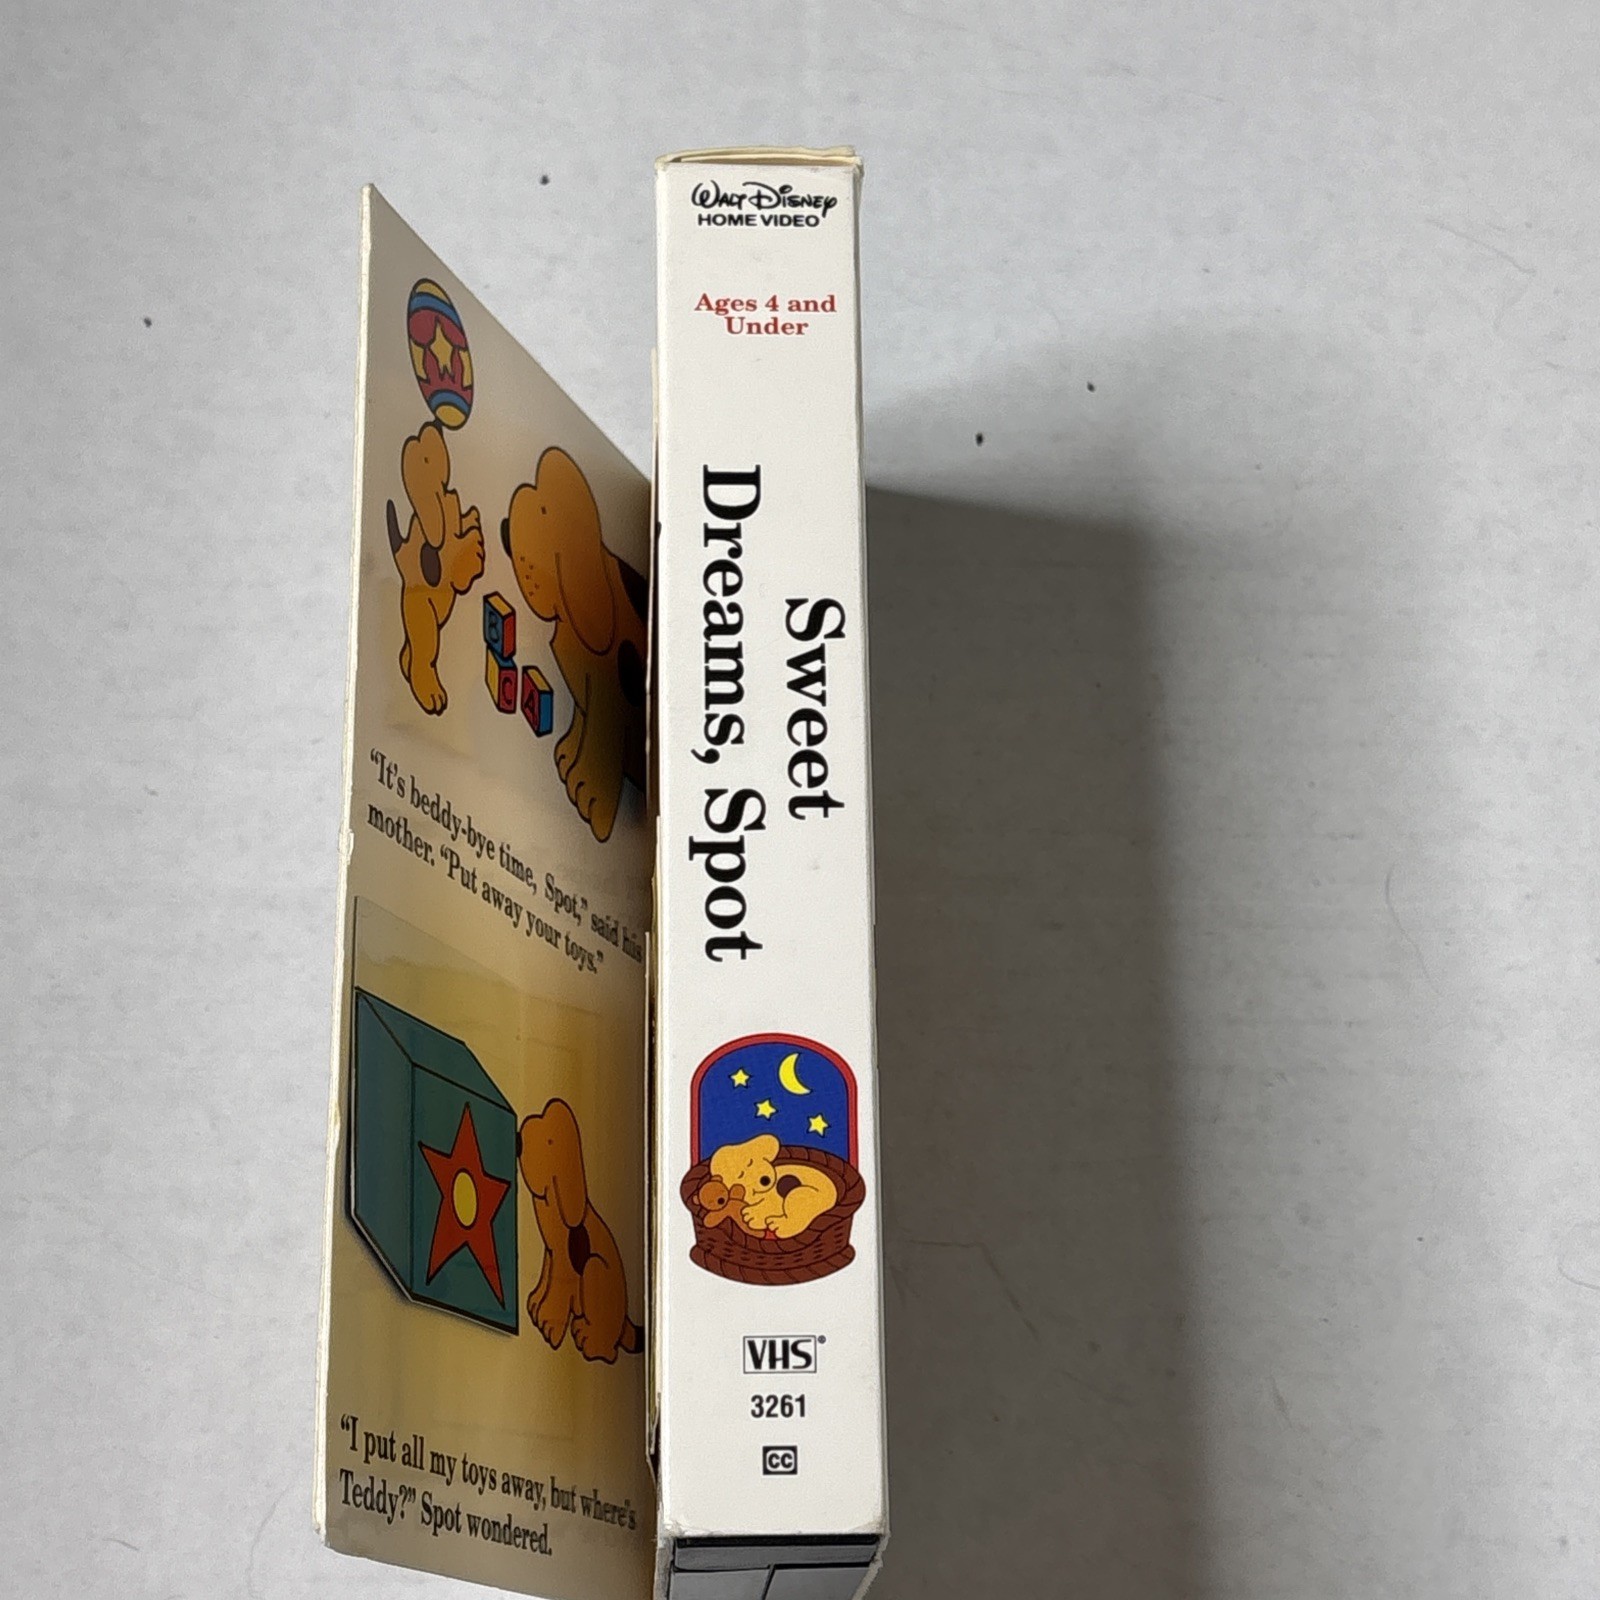 "It's beddy-bye time, Spot," said his
mother. "Put away your toys."
B
C A
"I put all my toys away, but where's
Teddy?" Spot wondered.
WALT DISNEY
HOME VIDEO
Ages 4 and
Under
Sweet
Dreams, Spot
VHS®
3261
CC